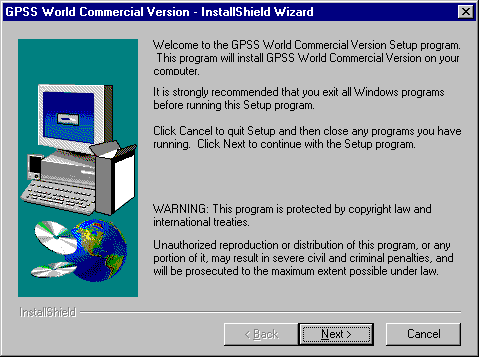 GPSS World Commercial Version - InstallShield Wizard
Welcome to the GPSS World Commercial Version Setup program.
This program will install GPSS World Commercial Version on your
computer.
It is strongly recommended that you exit all Windows programs
before running this Setup program.
Click Cancel to quit Setup and then close any programs you have
running. Click Next to continue with the Setup program.
WARNING: This program is protected by copyright law and
international treaties.
Unauthorized reproduction or distribution of this program, or any
portion of it, may result in severe civil and criminal penalties, and
will be prosecuted to the maximum extent possible under law.
InstallShield
< Back
Next >
Cancel